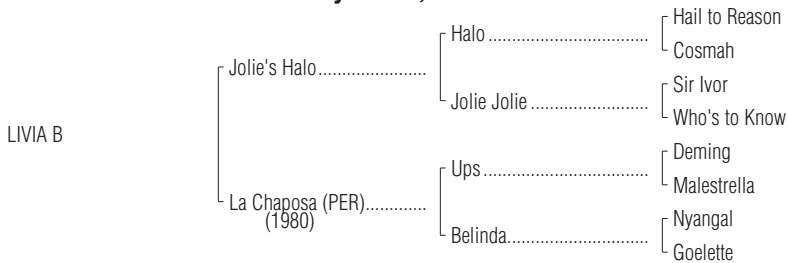 Hail to Reason
Halo
Cosmah
Jolie's Halo
Sir Ivor
Jolie Jolie
Who's to Know
LIVIA B
Deming
Ups
Malestrella
La Chaposa (PER)
(1980)
Nyangal
Belinda
Goelette